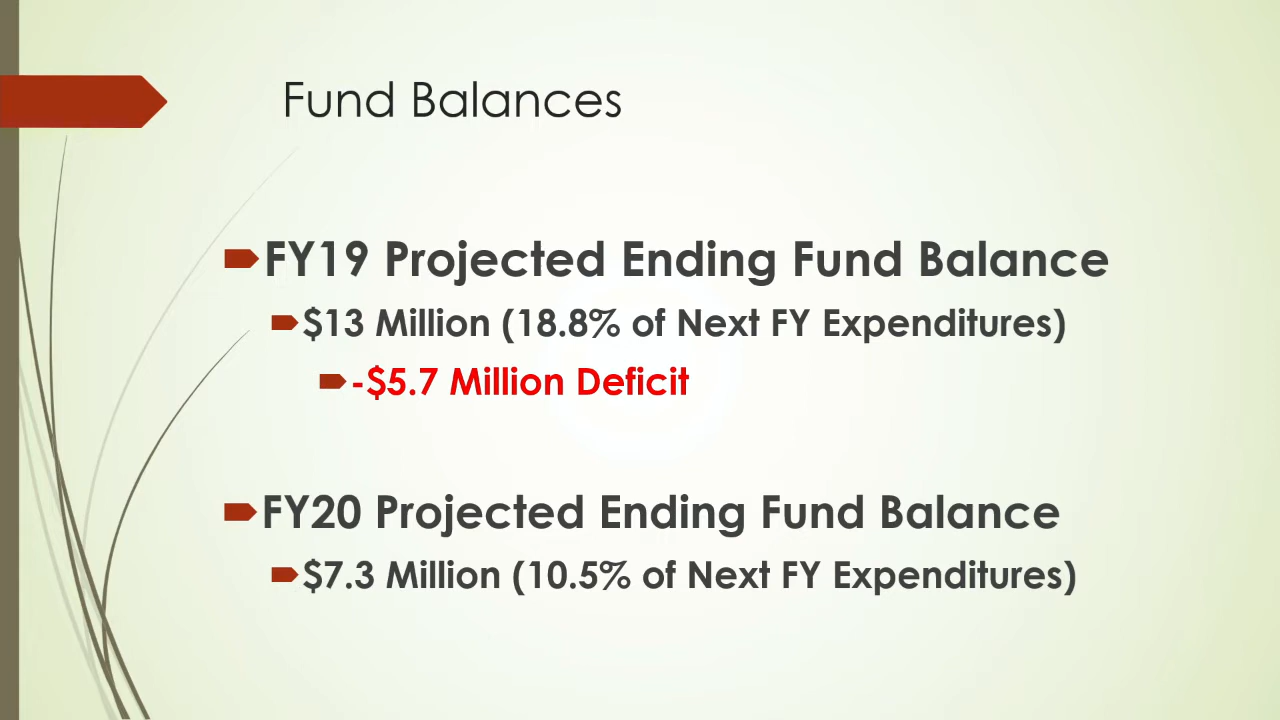 Fund Balances
FY19 Projected Ending Fund Balance
$13 Million (18.8% of Next FY Expenditures)
-$5.7 Million Deficit
FY20 Projected Ending Fund Balance
$7.3 Million (10.5% of Next FY Expenditures)